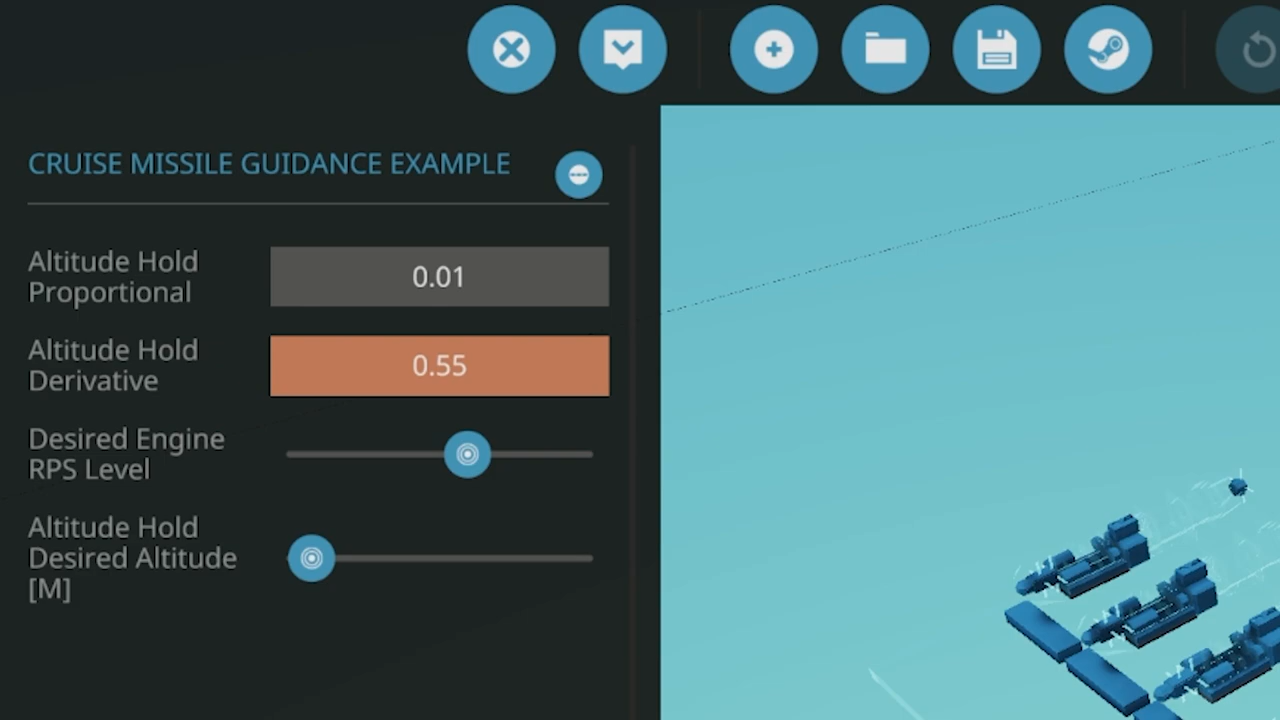 CRUISE MISSILE GUIDANCE EXAMPLE
Altitude Hold
Proportional
0.01
Altitude Hold
Derivative
0.55
Desired Engine
RPS Level
Altitude Hold
Desired Altitude
[M]